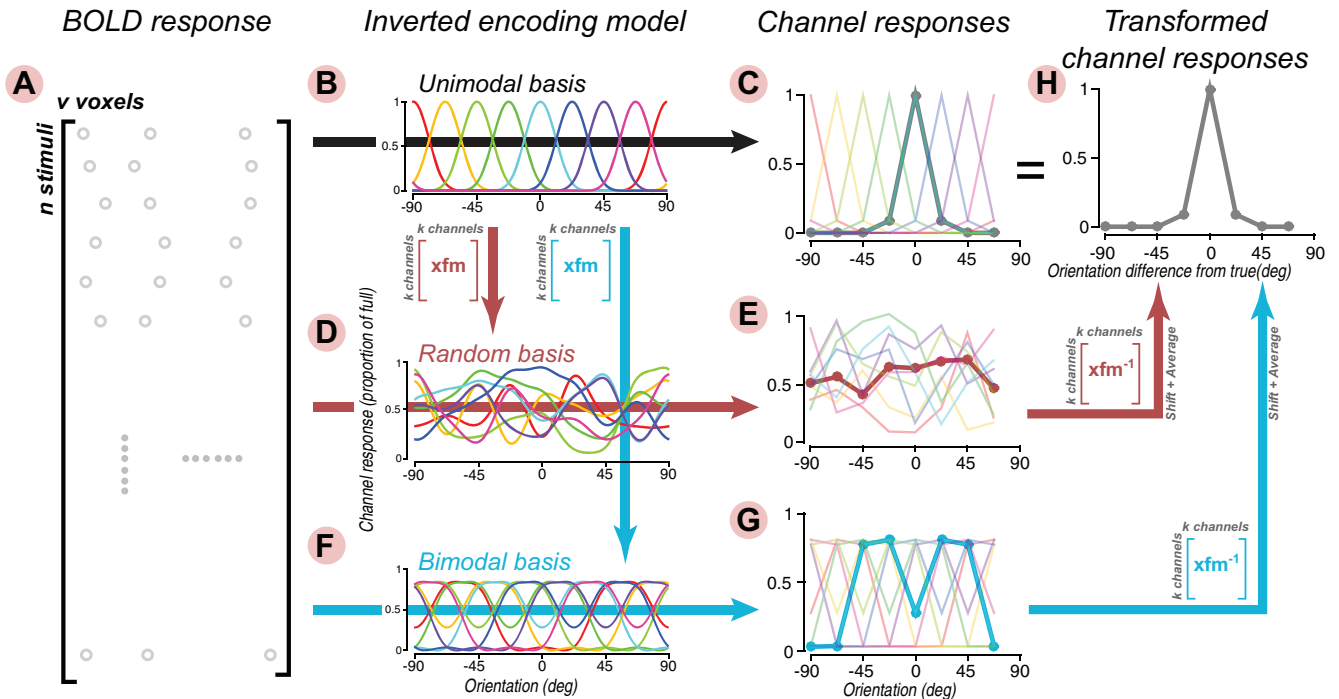 BOLD response
Inverted encoding model
Channel responses
Transformed
channel responses
A
v voxels
n stimuli
B
Unimodal basis
1
0.5
0
-90
-45
0
45
90
k channels
k channels
xfm
k channels
k channels
xfm
C
1
0.5
0
-90
-45
0
45
90
=
H
1
0.5
0
-90
-45
0
45
90
Orientation difference from true(deg)
D
Random basis
Channel response (proportion of full)
1
0.5
0
-90
-45
0
45
90
E
1
0.5
0
-90
-45
0
45
90
k channels
k channels
xfm-1
Shift + Average
F
Bimodal basis
1
0.5
0
-90
-45
0
45
90
Orientation (deg)
G
1
0.5
0
-90
-45
0
45
90
Orientation (deg)
k channels
k channels
xfm-1
Shift + Average